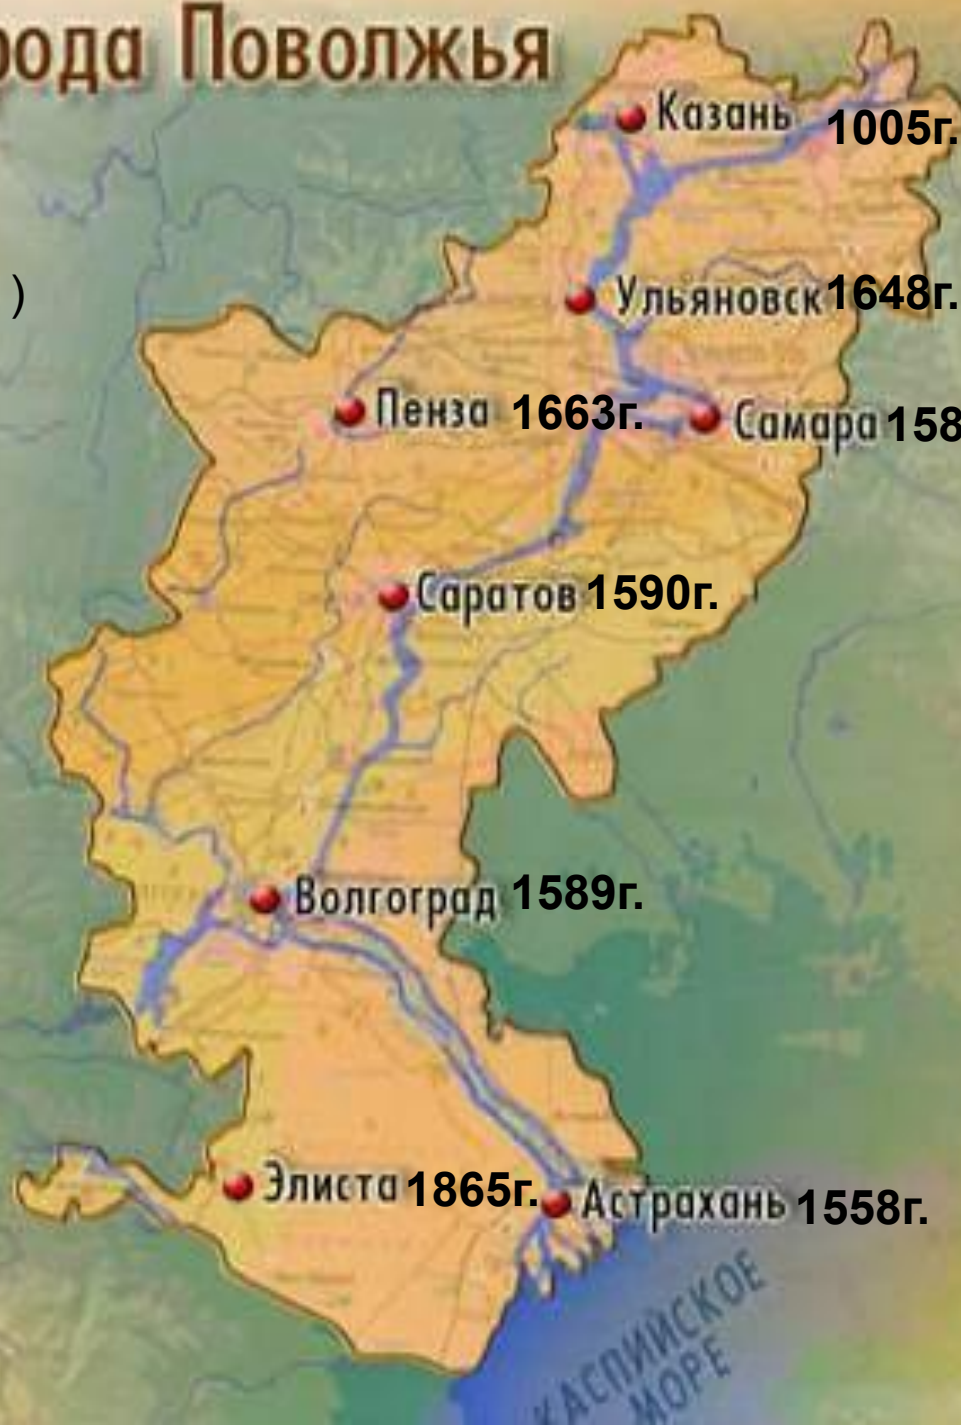 рода Поволжья
Казань 1005г.
)
Ульяновск 1648г.
Пенза 1663г.
Самара 158
Саратов 1590г.
Волгоград 1589г.
Элиста 1865г.
Астрахань 1558г.
КАСПИЙСКОЕ
МОРЕ